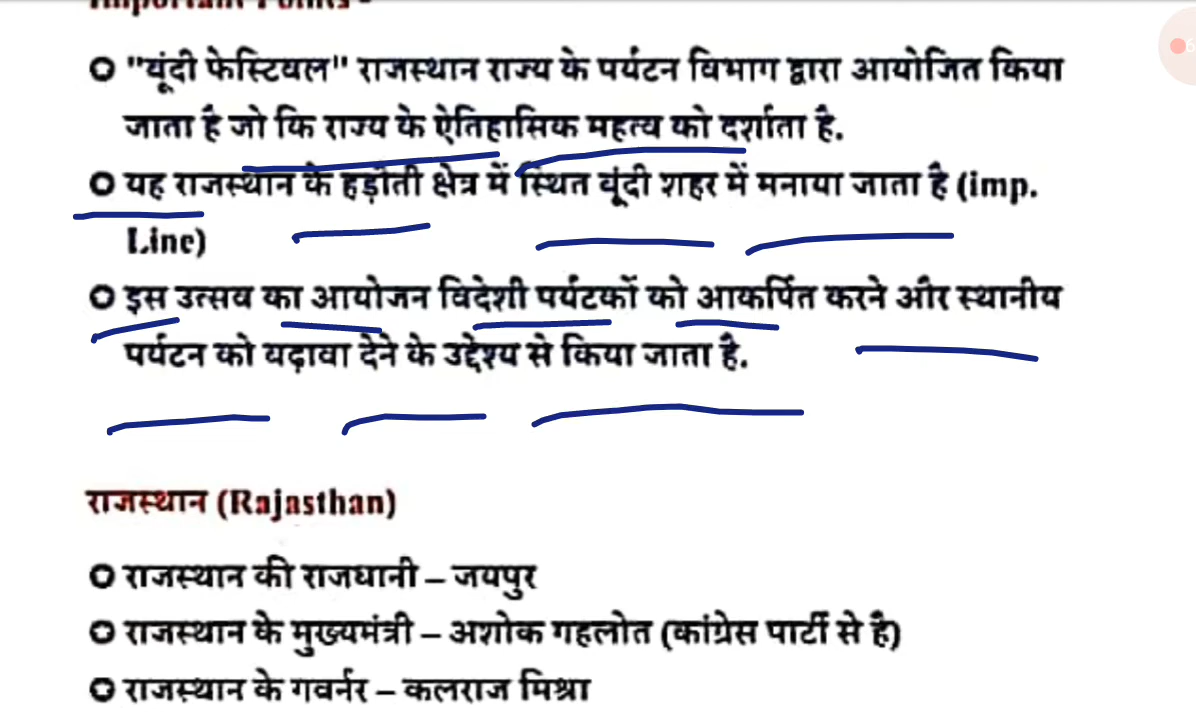 Important Points -
○ "बूंदी फेस्टिवल" राजस्थान राज्य के पर्यटन विभाग द्वारा आयोजित किया
जाता है जो कि राज्य के ऐतिहासिक महत्व को दर्शाता है.
○ यह राजस्थान के हड़ोती क्षेत्र में स्थित बूंदी शहर में मनाया जाता है (imp.
Line)
○ इस उत्सव का आयोजन विदेशी पर्यटकों को आकर्षित करने और स्थानीय
पर्यटन को बढ़ावा देने के उद्देश्य से किया जाता है.
राजस्थान (Rajasthan)
○ राजस्थान की राजधानी – जयपुर
○ राजस्थान के मुख्यमंत्री – अशोक गहलोत (कांग्रेस पार्टी से है)
○ राजस्थान के गवर्नर – कलराज मिश्रा